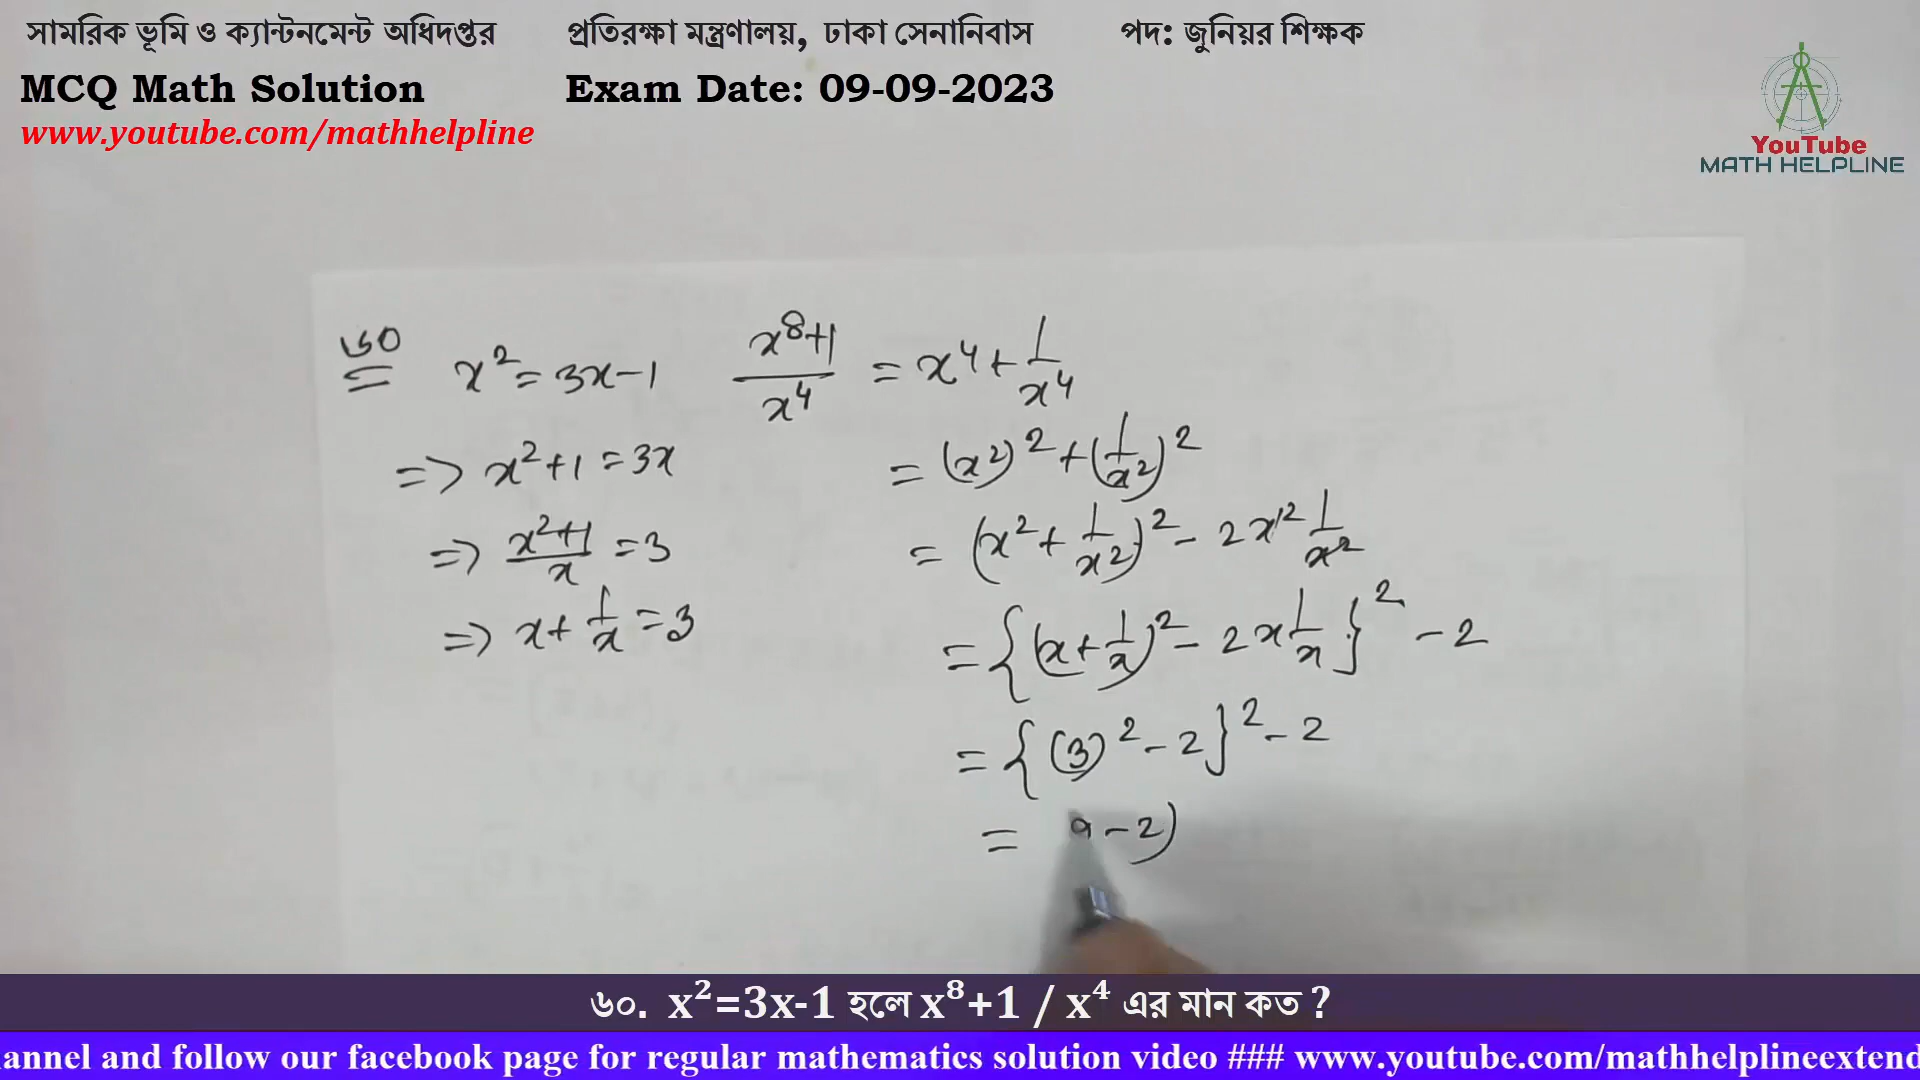 সামরিক ভূমি ও ক্যান্টনমেন্ট অধিদপ্তর প্রতিরক্ষা মন্ত্রণালয়, ঢাকা সেনানিবাস পদ: জুনিয়র শিক্ষক
MCQ Math Solution Exam Date: 09-09-2023
www.youtube.com/mathhelpline
YouTube
MATH HELPLINE
৬০ x²=3x-1 (x⁸+1)/x⁴ = x⁴+1/x⁴
=> x²+1=3x
= (x²)²+(1/x²)²
=> (x²+1)/x =3
= (x²+1/x²)²-2x²1/x²
=> x+1/x=3
= {(x+1/x)²-2x1/x}²-2
= {(3)²-2}²-2
= 9-2)
৬০. x²=3x-1 হলে x⁸+1 / x⁴ এর মান কত ?
annel and follow our facebook page for regular mathematics solution video ### www.youtube.com/mathhelplineextend